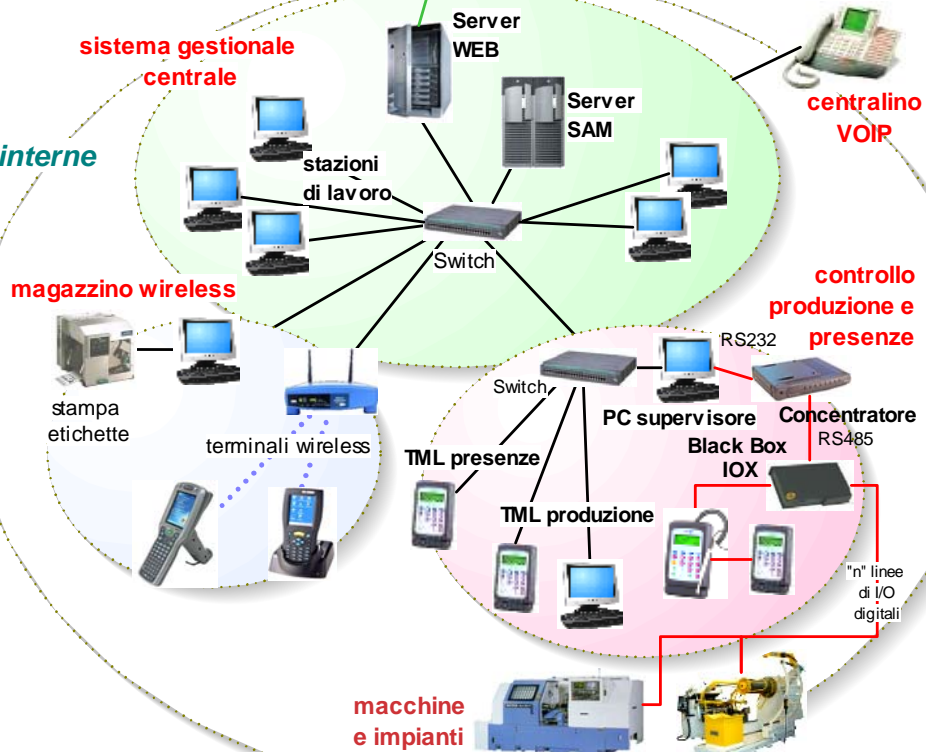 Server
WEB
sistema gestionale
centrale
Server
SAM
centralino
VOIP
interne
stazioni
di lavoro
Switch
magazzino wireless
controllo
produzione e
presenze
RS232
Switch
stampa
etichette
PC supervisore
Concentratore
RS485
terminali wireless
Black Box
IOX
TML presenze
TML produzione
"n" linee
di I/O
digitali
macchine
e impianti